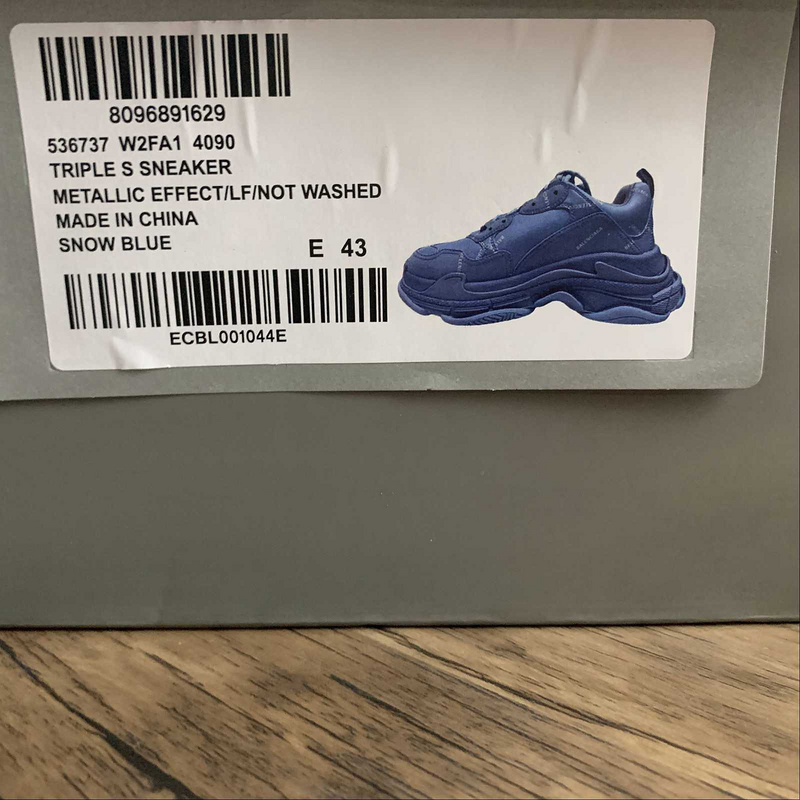 8096891629
536737 W2FA1 4090
TRIPLE S SNEAKER
METALLIC EFFECT/LF/NOT WASHED
MADE IN CHINA
SNOW BLUE
E 43
ECBL001044E